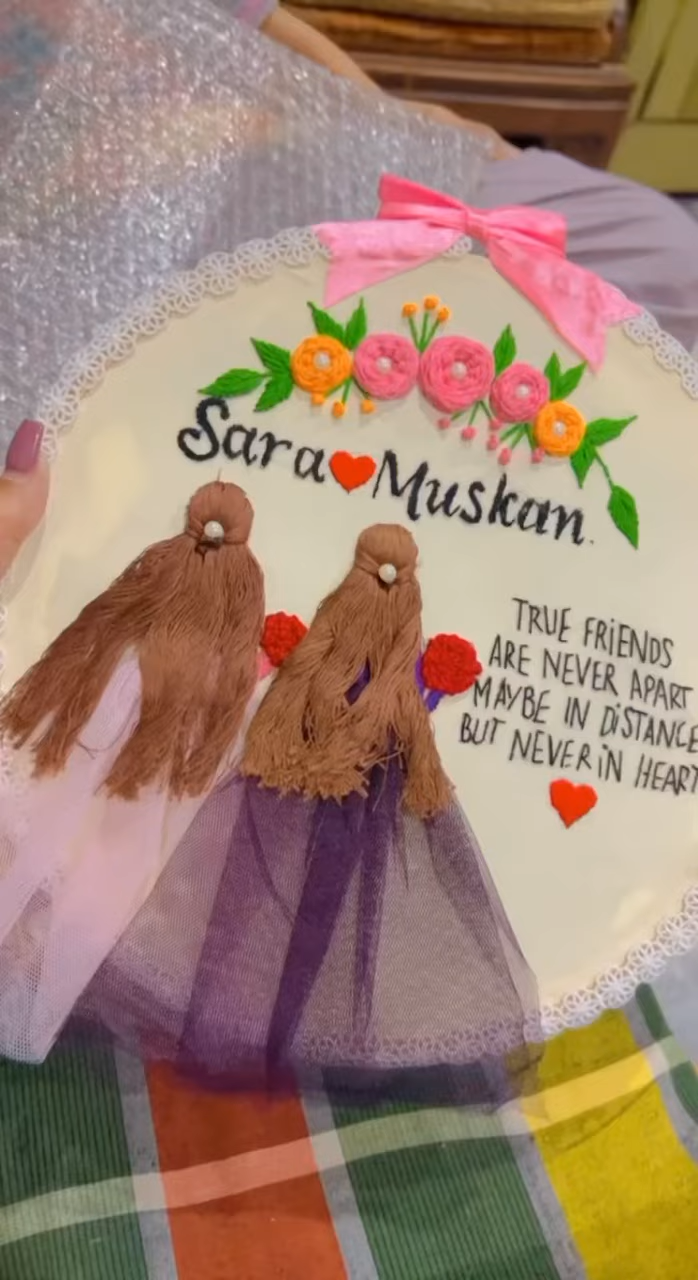 Sara Muskan.
TRUE FRiENDS
ARE NEVER APART
MAYBE IN DiSTANCE
BUT NEVER iN HEART